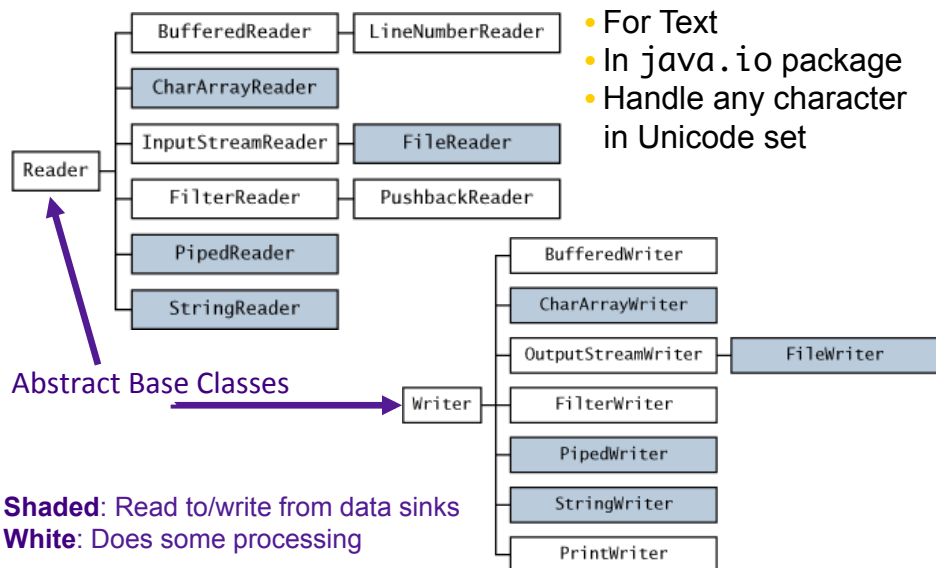 BufferedReader LineNumberReader
CharArrayReader
InputStreamReader FileReader
Reader
FilterReader PushbackReader
PipedReader
StringReader
• For Text
• In java.io package
• Handle any character
in Unicode set
Abstract Base Classes
BufferedWriter
CharArrayWriter
OutputStreamWriter FileWriter
Writer
FilterWriter
PipedWriter
StringWriter
PrintWriter
Shaded: Read to/write from data sinks
White: Does some processing